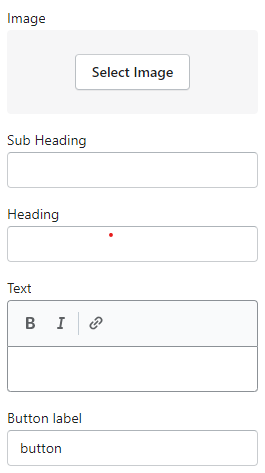 Image
Select Image
Sub Heading
Heading
Text
B I
Button label
button